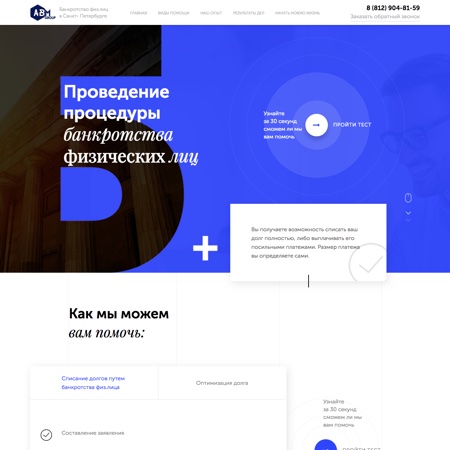 ABM
GROUP
Банкротство физ.лиц
в Санкт-Петербурге
ГЛАВНАЯ ВИДЫ ПОМОЩИ НАШ ОПЫТ РЕЗУЛЬТАТЫ ДЕЛ НАЧАТЬ НОВУЮ ЖИЗНЬ
8 (812) 904-81-59
Заказать обратный звонок
Проведение
процедуры
банкротства
физических лиц
Узнайте
за 30 секунд
сможем ли мы
вам помочь
ПРОЙТИ ТЕСТ
Вы получаете возможность списать ваш
долг полностью, либо выплачивать его
посильными платежами. Размер платежа
вы определяете сами.
Как мы можем
вам помочь:
Списание долгов путем
банкротства физ.лица
Оптимизация долга
Составление заявления
Узнайте
за 30 секунд
сможем ли мы
вам помочь
ПРОЙТИ ТЕСТ